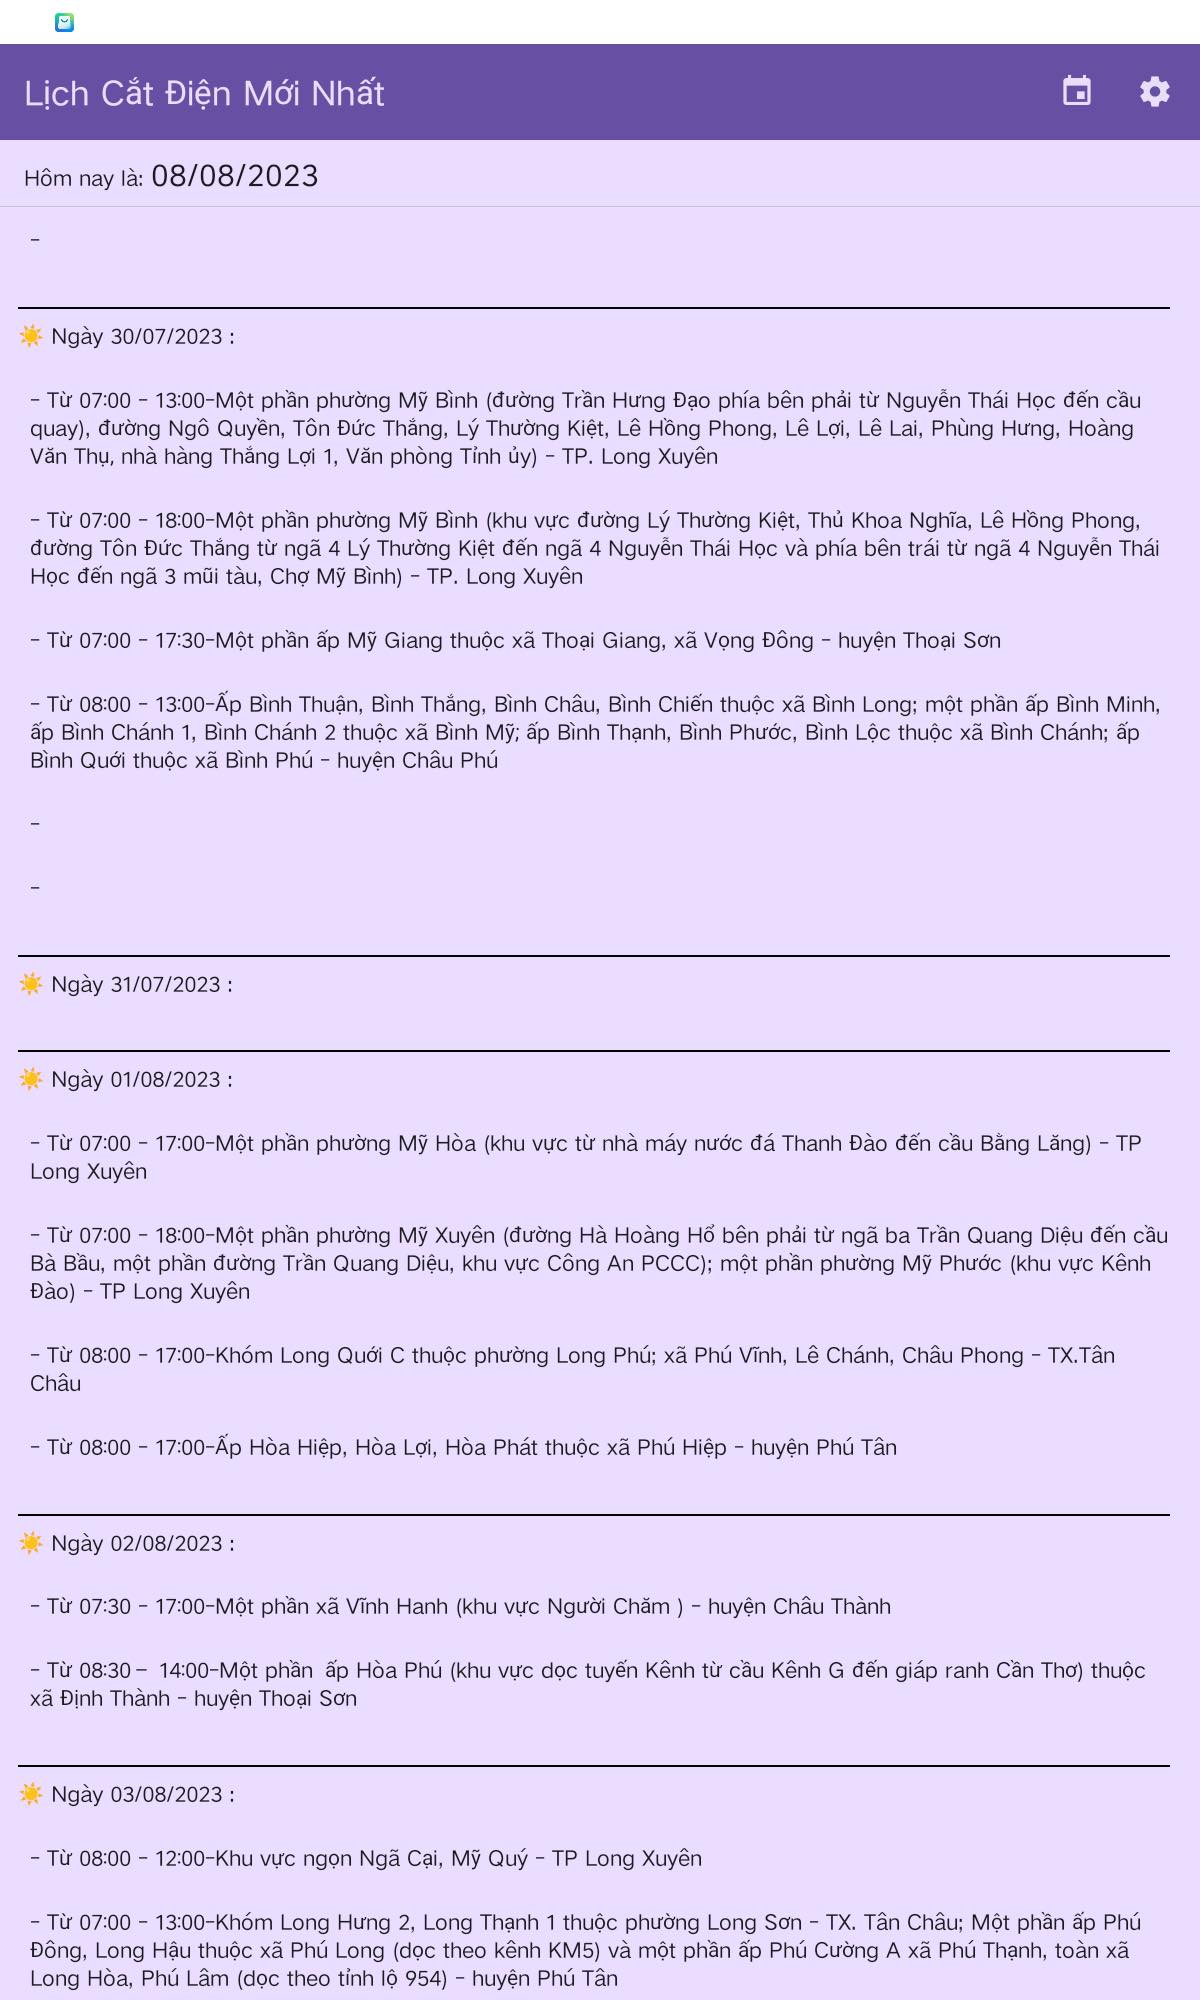 Lịch Cắt Điện Mới Nhất
Hôm nay là: 08/08/2023
-
☀️ Ngày 30/07/2023 :
- Từ 07:00 - 13:00-Một phần phường Mỹ Bình (đường Trần Hưng Đạo phía bên phải từ Nguyễn Thái Học đến cầu
quay), đường Ngô Quyền, Tôn Đức Thắng, Lý Thường Kiệt, Lê Hồng Phong, Lê Lợi, Lê Lai, Phùng Hưng, Hoàng
Văn Thụ, nhà hàng Thắng Lợi 1, Văn phòng Tỉnh ủy) - TP. Long Xuyên
- Từ 07:00 - 18:00-Một phần phường Mỹ Bình (khu vực đường Lý Thường Kiệt, Thủ Khoa Nghĩa, Lê Hồng Phong,
đường Tôn Đức Thắng từ ngã 4 Lý Thường Kiệt đến ngã 4 Nguyễn Thái Học và phía bên trái từ ngã 4 Nguyễn Thái
Học đến ngã 3 mũi tàu, Chợ Mỹ Bình) - TP. Long Xuyên
- Từ 07:00 - 17:30-Một phần ấp Mỹ Giang thuộc xã Thoại Giang, xã Vọng Đông - huyện Thoại Sơn
- Từ 08:00 - 13:00-Ấp Bình Thuận, Bình Thắng, Bình Châu, Bình Chiến thuộc xã Bình Long; một phần ấp Bình Minh,
ấp Bình Chánh 1, Bình Chánh 2 thuộc xã Bình Mỹ; ấp Bình Thạnh, Bình Phước, Bình Lộc thuộc xã Bình Chánh; ấp
Bình Quới thuộc xã Bình Phú - huyện Châu Phú
-
-
☀️ Ngày 31/07/2023 :
☀️ Ngày 01/08/2023 :
- Từ 07:00 - 17:00-Một phần phường Mỹ Hòa (khu vực từ nhà máy nước đá Thanh Đào đến cầu Bằng Lăng) - TP
Long Xuyên
- Từ 07:00 - 18:00-Một phần phường Mỹ Xuyên (đường Hà Hoàng Hổ bên phải từ ngã ba Trần Quang Diệu đến cầu
Bà Bầu, một phần đường Trần Quang Diệu, khu vực Công An PCCC); một phần phường Mỹ Phước (khu vực Kênh
Đào) - TP Long Xuyên
- Từ 08:00 - 17:00-Khóm Long Quới C thuộc phường Long Phú; xã Phú Vĩnh, Lê Chánh, Châu Phong - TX.Tân
Châu
- Từ 08:00 - 17:00-Ấp Hòa Hiệp, Hòa Lợi, Hòa Phát thuộc xã Phú Hiệp - huyện Phú Tân
☀️ Ngày 02/08/2023 :
- Từ 07:30 - 17:00-Một phần xã Vĩnh Hanh (khu vực Người Chăm ) - huyện Châu Thành
- Từ 08:30 –  14:00-Một phần  ấp Hòa Phú (khu vực dọc tuyến Kênh từ cầu Kênh G đến giáp ranh Cần Thơ) thuộc
xã Định Thành - huyện Thoại Sơn
☀️ Ngày 03/08/2023 :
- Từ 08:00 - 12:00-Khu vực ngọn Ngã Cại, Mỹ Quý - TP Long Xuyên
- Từ 07:00 - 13:00-Khóm Long Hưng 2, Long Thạnh 1 thuộc phường Long Sơn - TX. Tân Châu; Một phần ấp Phú
Đông, Long Hậu thuộc xã Phú Long (dọc theo kênh KM5) và một phần ấp Phú Cường A xã Phú Thạnh, toàn xã
Long Hòa, Phú Lâm (dọc theo tỉnh lộ 954) - huyện Phú Tân